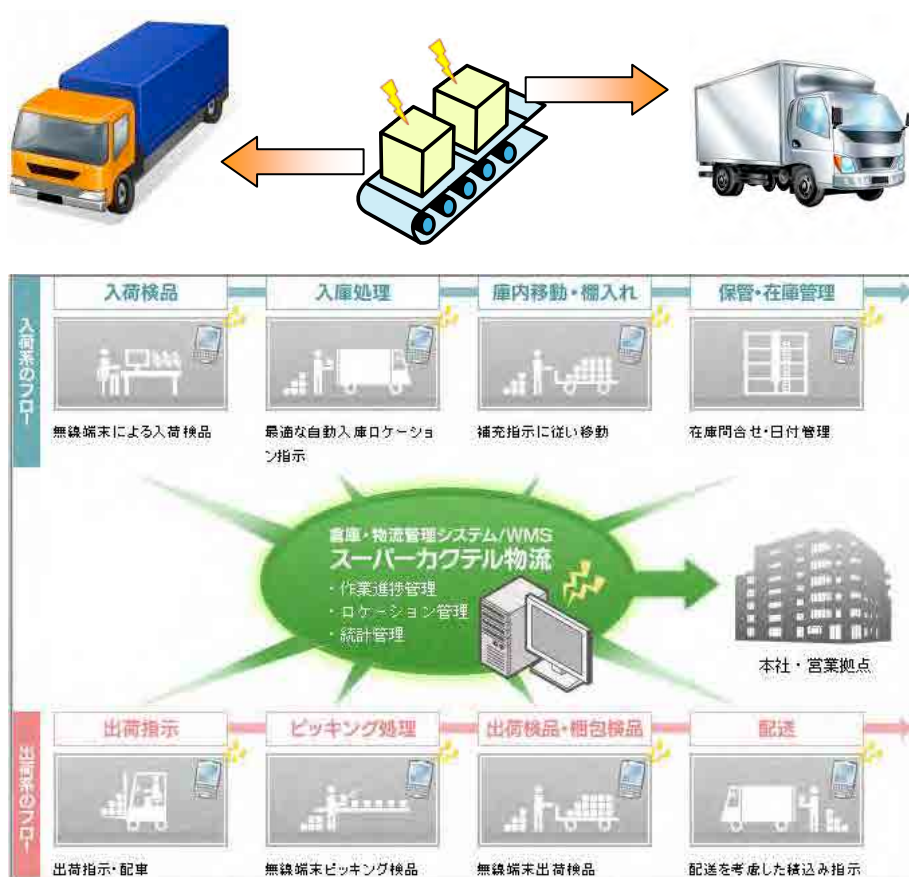 入荷系のフロー
入荷検品
入庫処理
庫内移動・棚入れ
保管・在庫管理
無線端末による入荷検品
最適な自動入庫ロケーショ
ン指示
補充指示に従い移動
在庫問合せ・日付管理
倉庫・物流管理システム/WMS
スーパーカクテル物流
・作業進捗管理
・ロケーション管理
・統計管理
本社・営業拠点
出荷系のフロー
出荷指示
ピッキング処理
出荷検品・梱包検品
配送
出荷指示・配車
無線端末ピッキング検品
無線端末出荷検品
配送を考慮した積込み指示